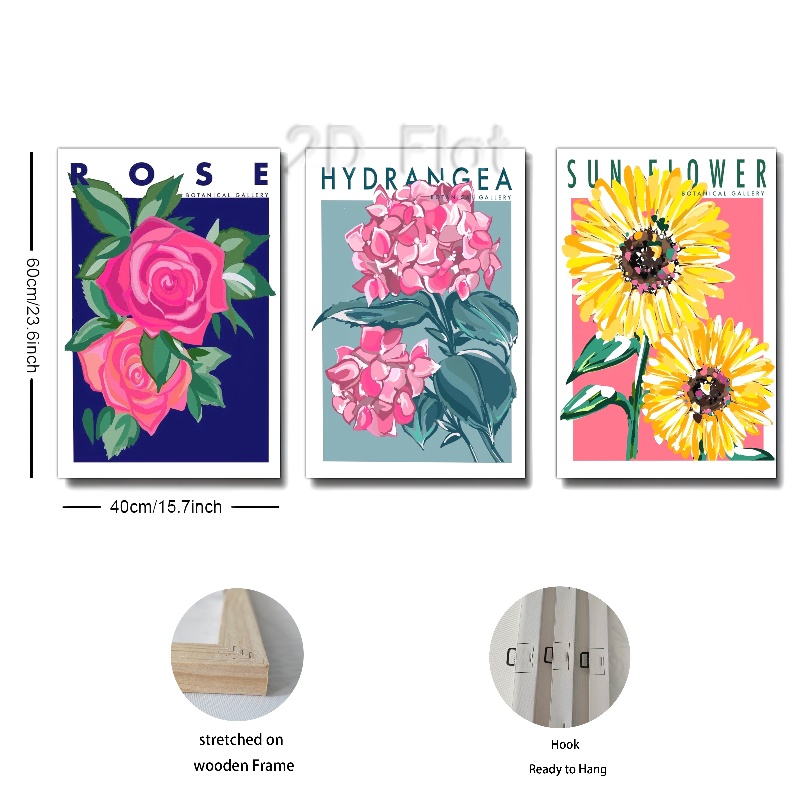 2D Flat
ROSE
BOTANICAL GALLERY
HYDRANGEA
BOTANICAL GALLERY
SUN FLOWER
BOTANICAL GALLERY
60cm/23.6inch
40cm/15.7inch
stretched on
wooden Frame
Hook
Ready to Hang